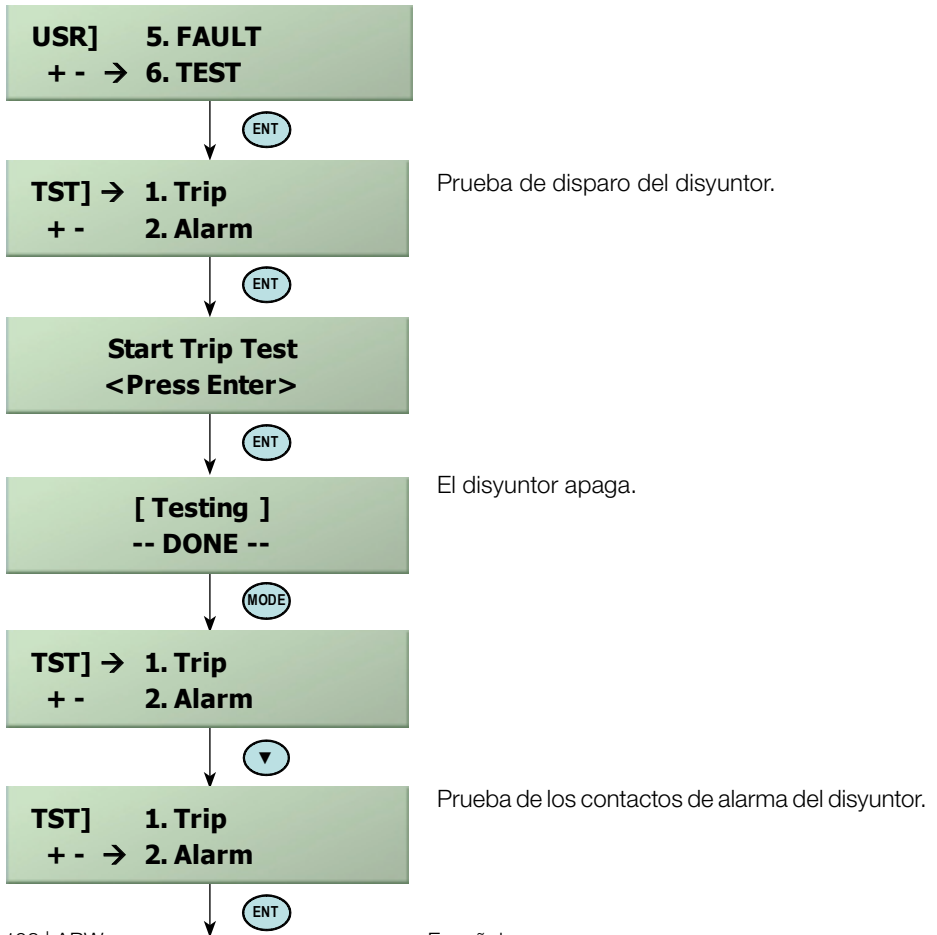 USR] 5. FAULT
+ - → 6. TEST
ENT
TST] → 1. Trip
+ - 2. Alarm
Prueba de disparo del disyuntor.
ENT
Start Trip Test
<Press Enter>
ENT
[ Testing ]
-- DONE --
El disyuntor apaga.
MODE
TST] → 1. Trip
+ - 2. Alarm
▼
TST] 1. Trip
+ - → 2. Alarm
Prueba de los contactos de alarma del disyuntor.
ENT